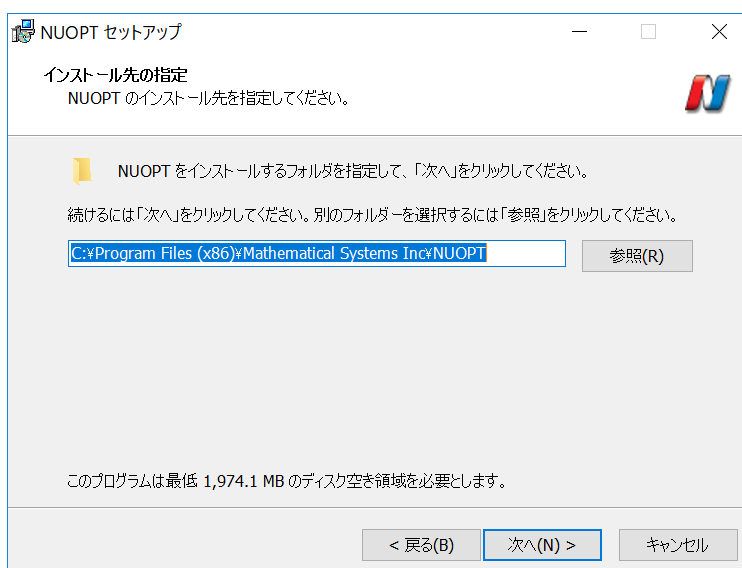 NUOPT セットアップ
インストール先の指定
NUOPT のインストール先を指定してください。
NUOPT をインストールするフォルダを指定して、「次へ」をクリックしてください。
続けるには「次へ」をクリックしてください。別のフォルダーを選択するには「参照」をクリックしてください。
C:¥Program Files (x86)¥Mathematical Systems Inc¥NUOPT
参照(R)
このプログラムは最低 1,974.1 MB のディスク空き領域を必要とします。
< 戻る(B)
次へ(N) >
キャンセル